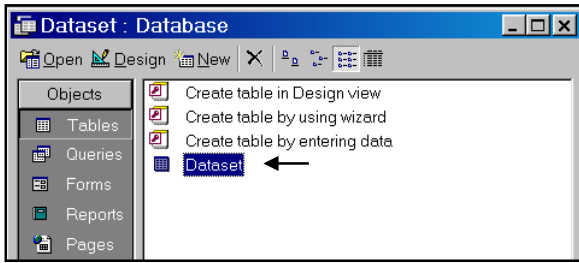 Dataset : Database
Open Design New
Objects
Tables
Queries
Forms
Reports
Pages
Create table in Design view
Create table by using wizard
Create table by entering data
Dataset